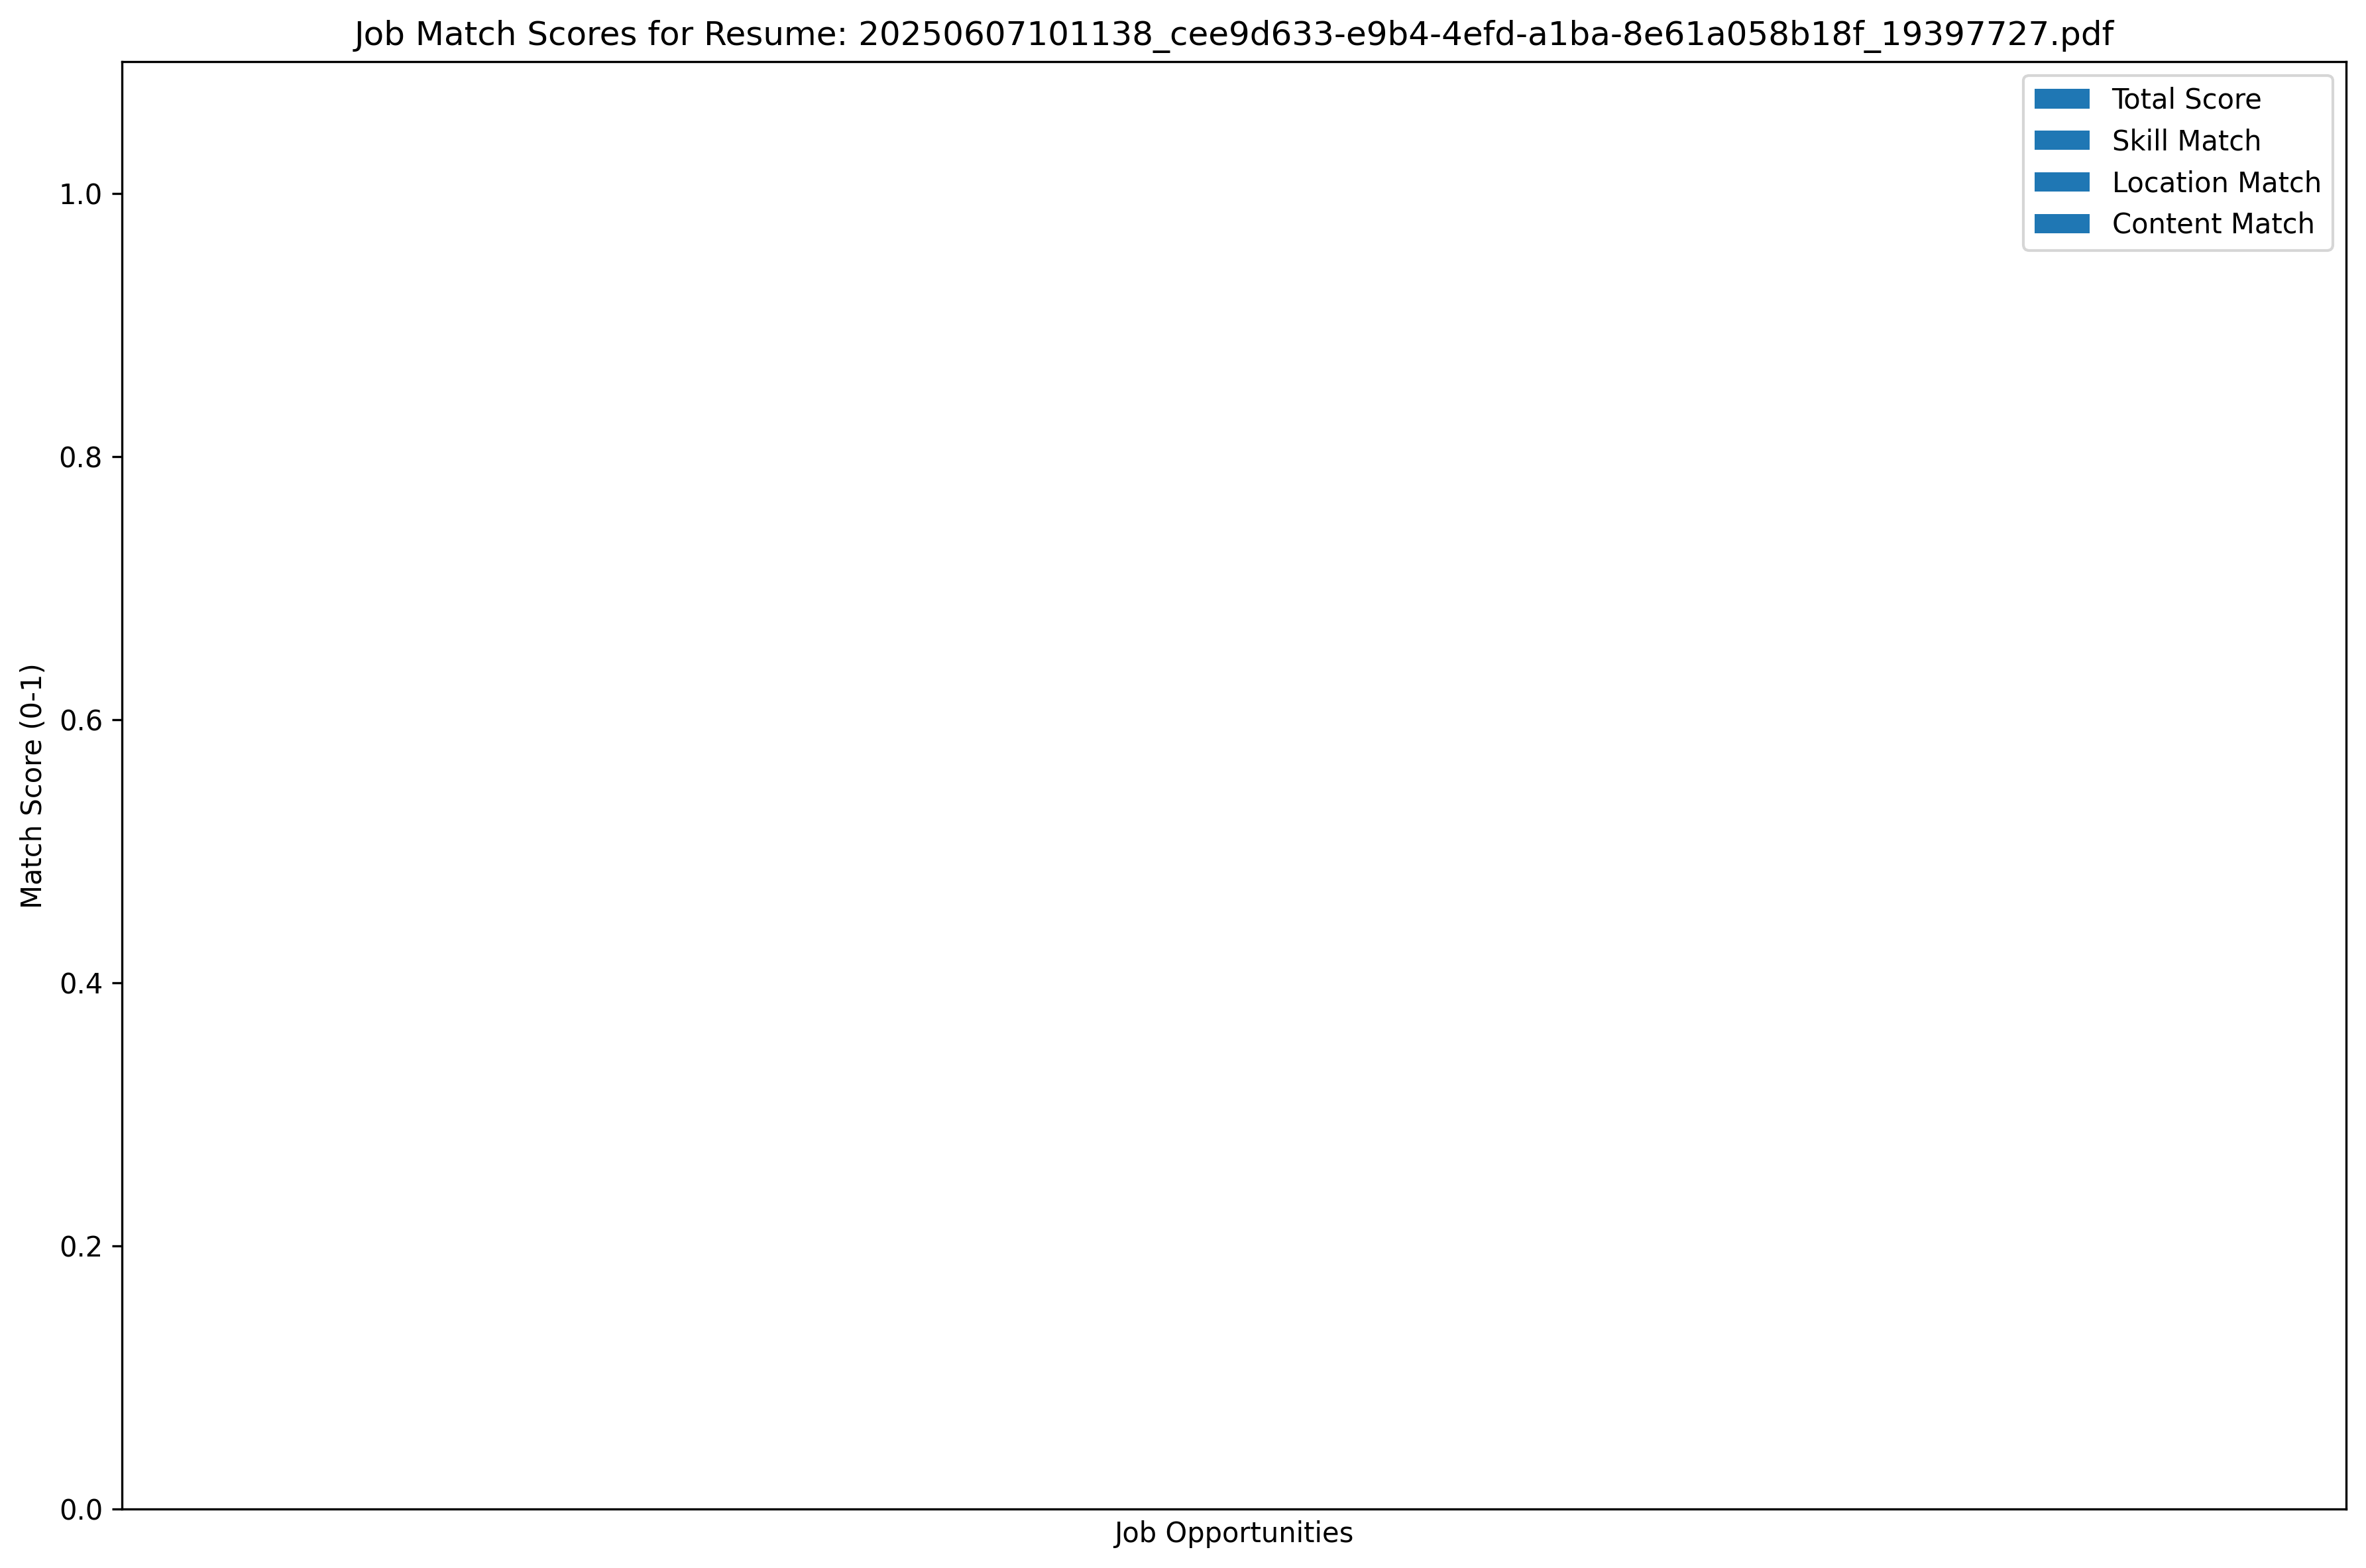 Job Match Scores for Resume: 20250607101138_cee9d633-e9b4-4efd-a1ba-8e61a058b18f_19397727.pdf
Total Score
Skill Match
Location Match
Content Match
1.0
0.8
0.6
0.4
0.2
0.0
Match Score (0-1)
Job Opportunities